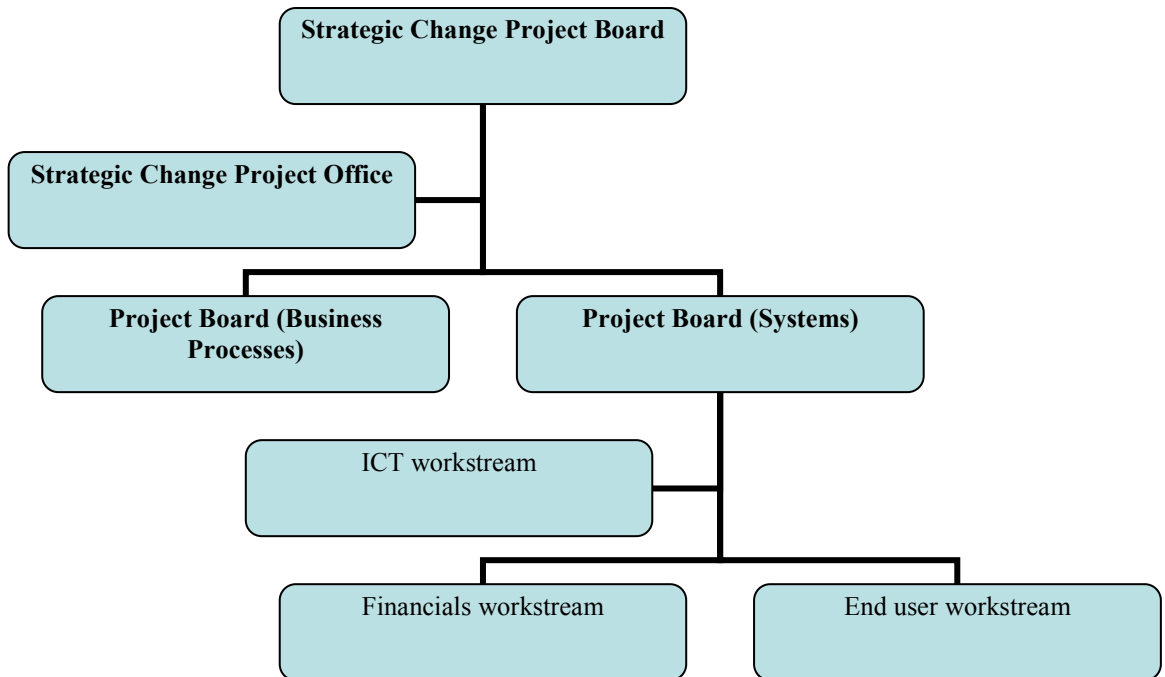 Strategic Change Project Board
Strategic Change Project Office
Project Board (Business
Processes)
Project Board (Systems)
ICT workstream
Financials workstream
End user workstream